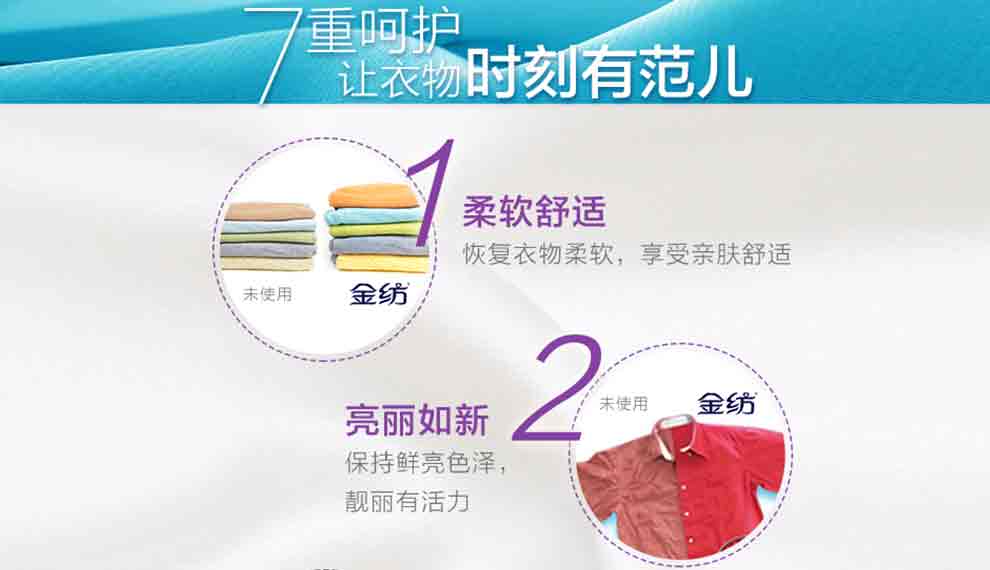 7重呵护
让衣物时刻有范儿
1
柔软舒适
恢复衣物柔软，享受亲肤舒适
未使用 金纺
2
亮丽如新
保持鲜亮色泽，
靓丽有活力
未使用 金纺